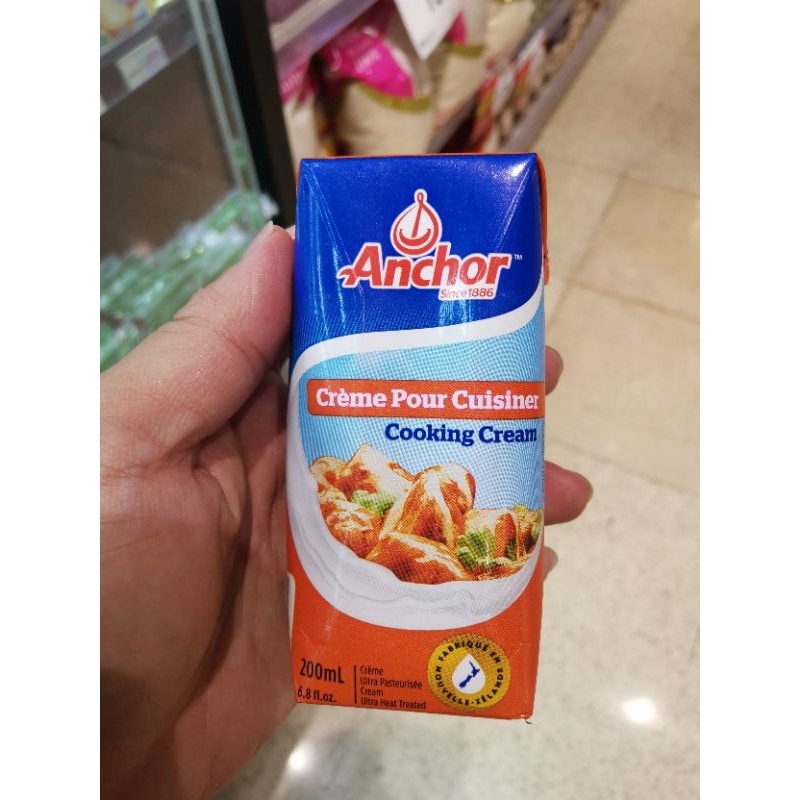 Anchor™
Since 1886
Crème Pour Cuisiner
Cooking Cream
200mL
6.8 fl.oz.
Crème
Ultra Pasteurisée
Cream
Ultra Heat Treated
FABRIQUÉ EN
NOUVELLE-ZÉLANDE